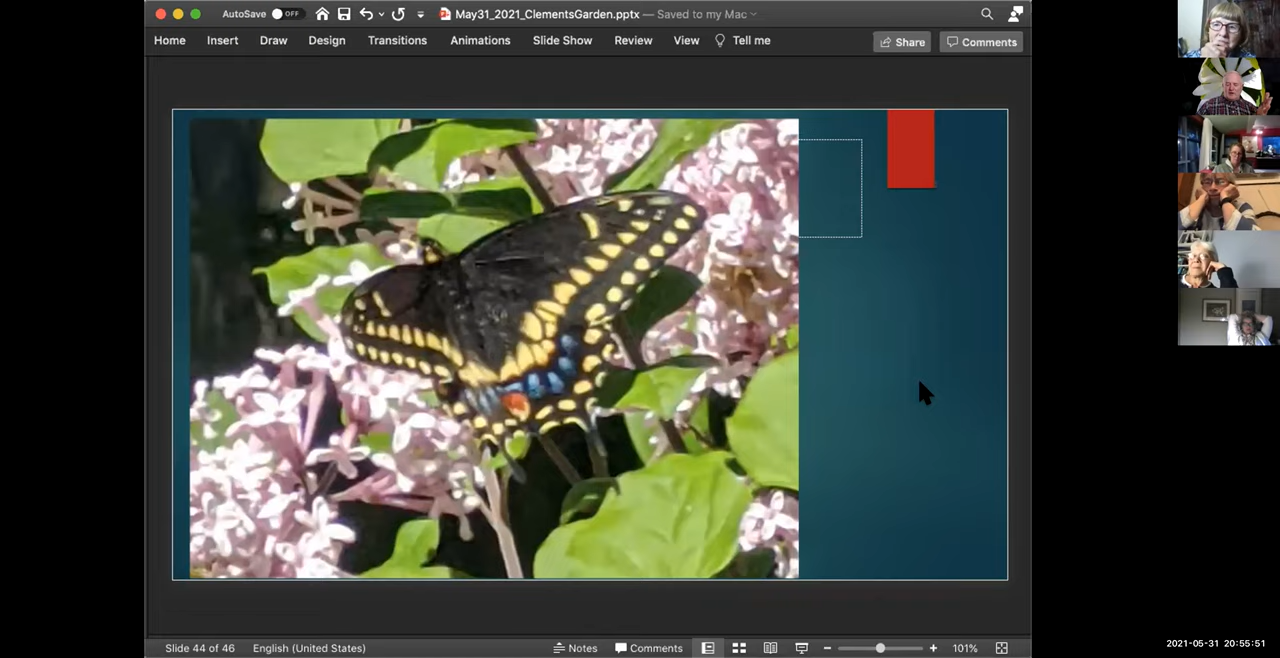 AutoSave OFF May31_2021_ClementsGarden.pptx — Saved to my Mac
Home Insert Draw Design Transitions Animations Slide Show Review View Tell me Share Comments
Slide 44 of 46 English (United States) Notes Comments 101%
2021-05-31 20:55:51